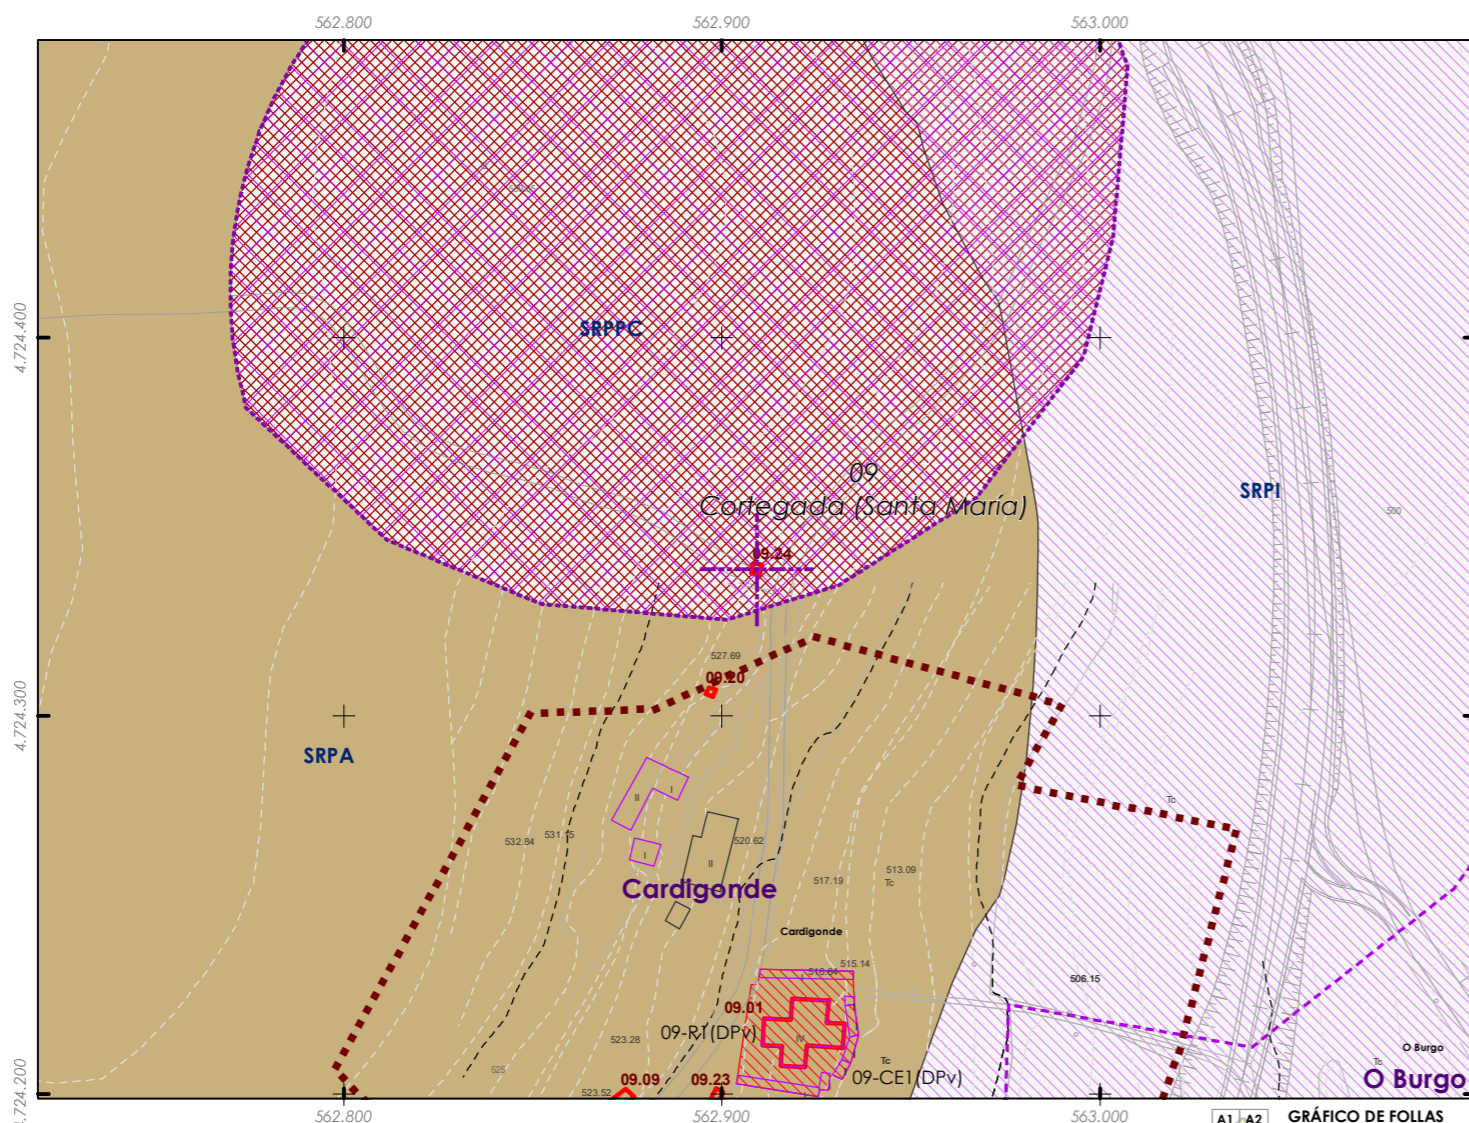 562.800
562.900
563.000
4.724.400
SRPPC
09
Cortegada (Santa María)
SRPI
500
09.24
527.69
09.20
4.724.300
SRPA
Tc
II
I
532.84
531.15
I
520.62
II
517.19
513.09
Tc
Cardigonde
Cardigonde
515.14
516.64
I
506.15
09.01
09-R1(DPv)
IV
523.28
Tc
O Burgo
Tc
525
09.09
09.23
09-CE1(DPv)
O Burgo
523.52
4.724.200
562.800
562.900
563.000
A1 A2
GRÁFICO DE FOLLAS